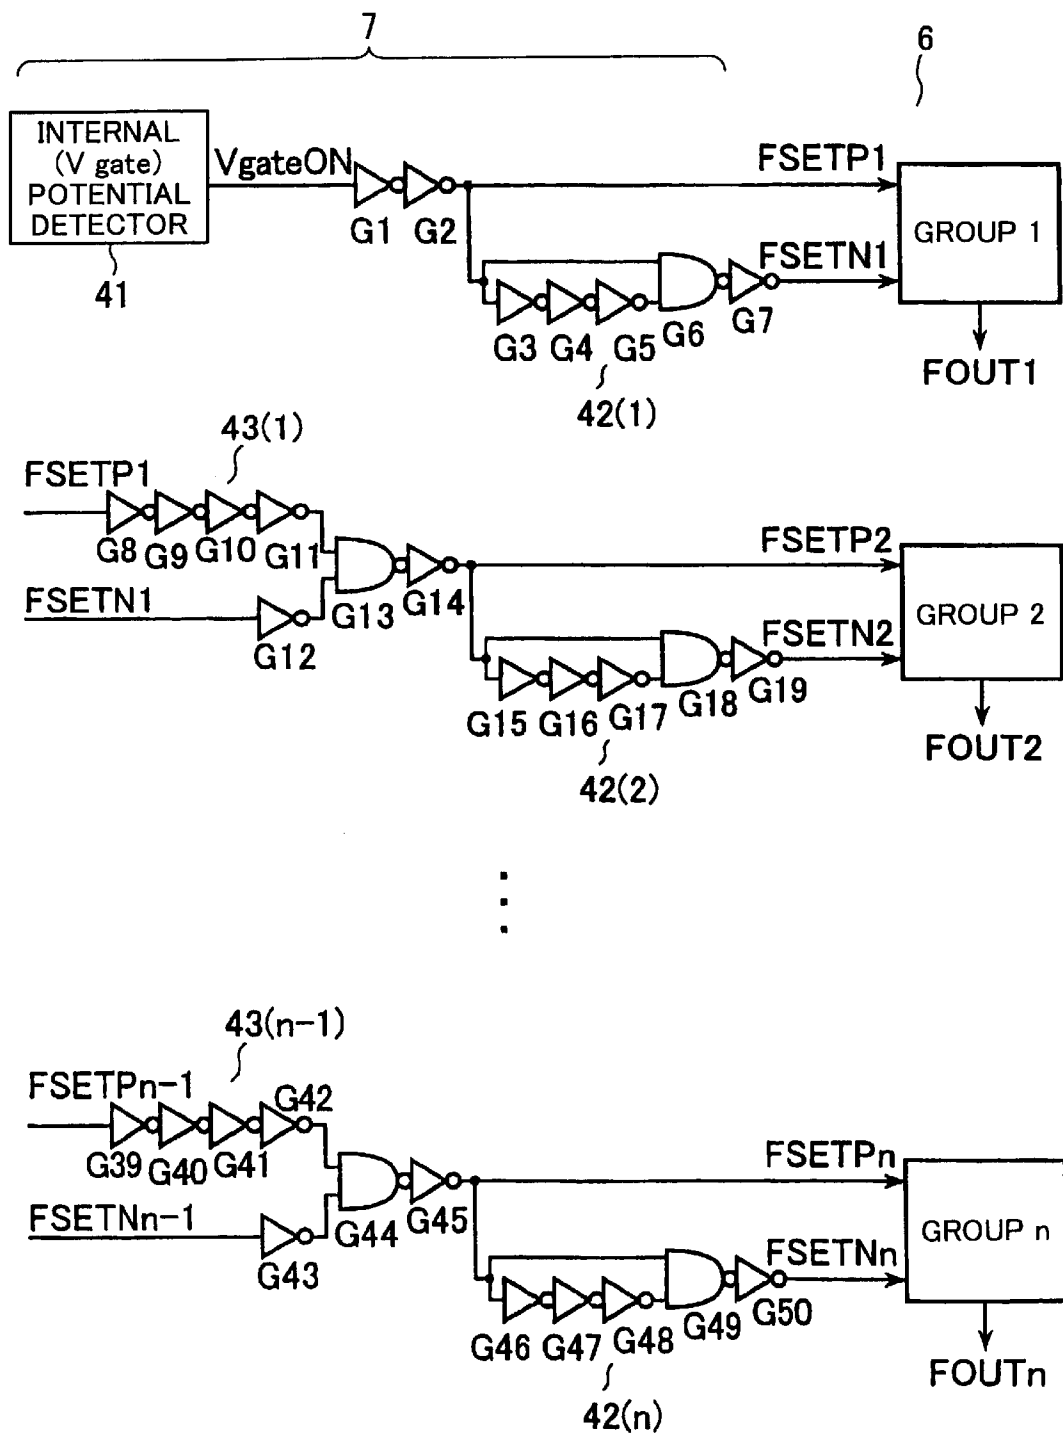 7
6
INTERNAL
(V gate)
POTENTIAL
DETECTOR
41
VgateON
G1
G2
FSETP1
FSETN1
G3
G4
G5
G6
G7
42(1)
GROUP 1
FOUT1
43(1)
FSETP1
G8
G9
G10
G11
FSETN1
G12
G13
G14
FSETP2
FSETN2
G15
G16
G17
G18
G19
42(2)
GROUP 2
FOUT2
43(n-1)
FSETPn-1
G39
G40
G41
G42
FSETNn-1
G43
G44
G45
FSETPn
FSETNn
G46
G47
G48
G49
G50
42(n)
GROUP n
FOUTn